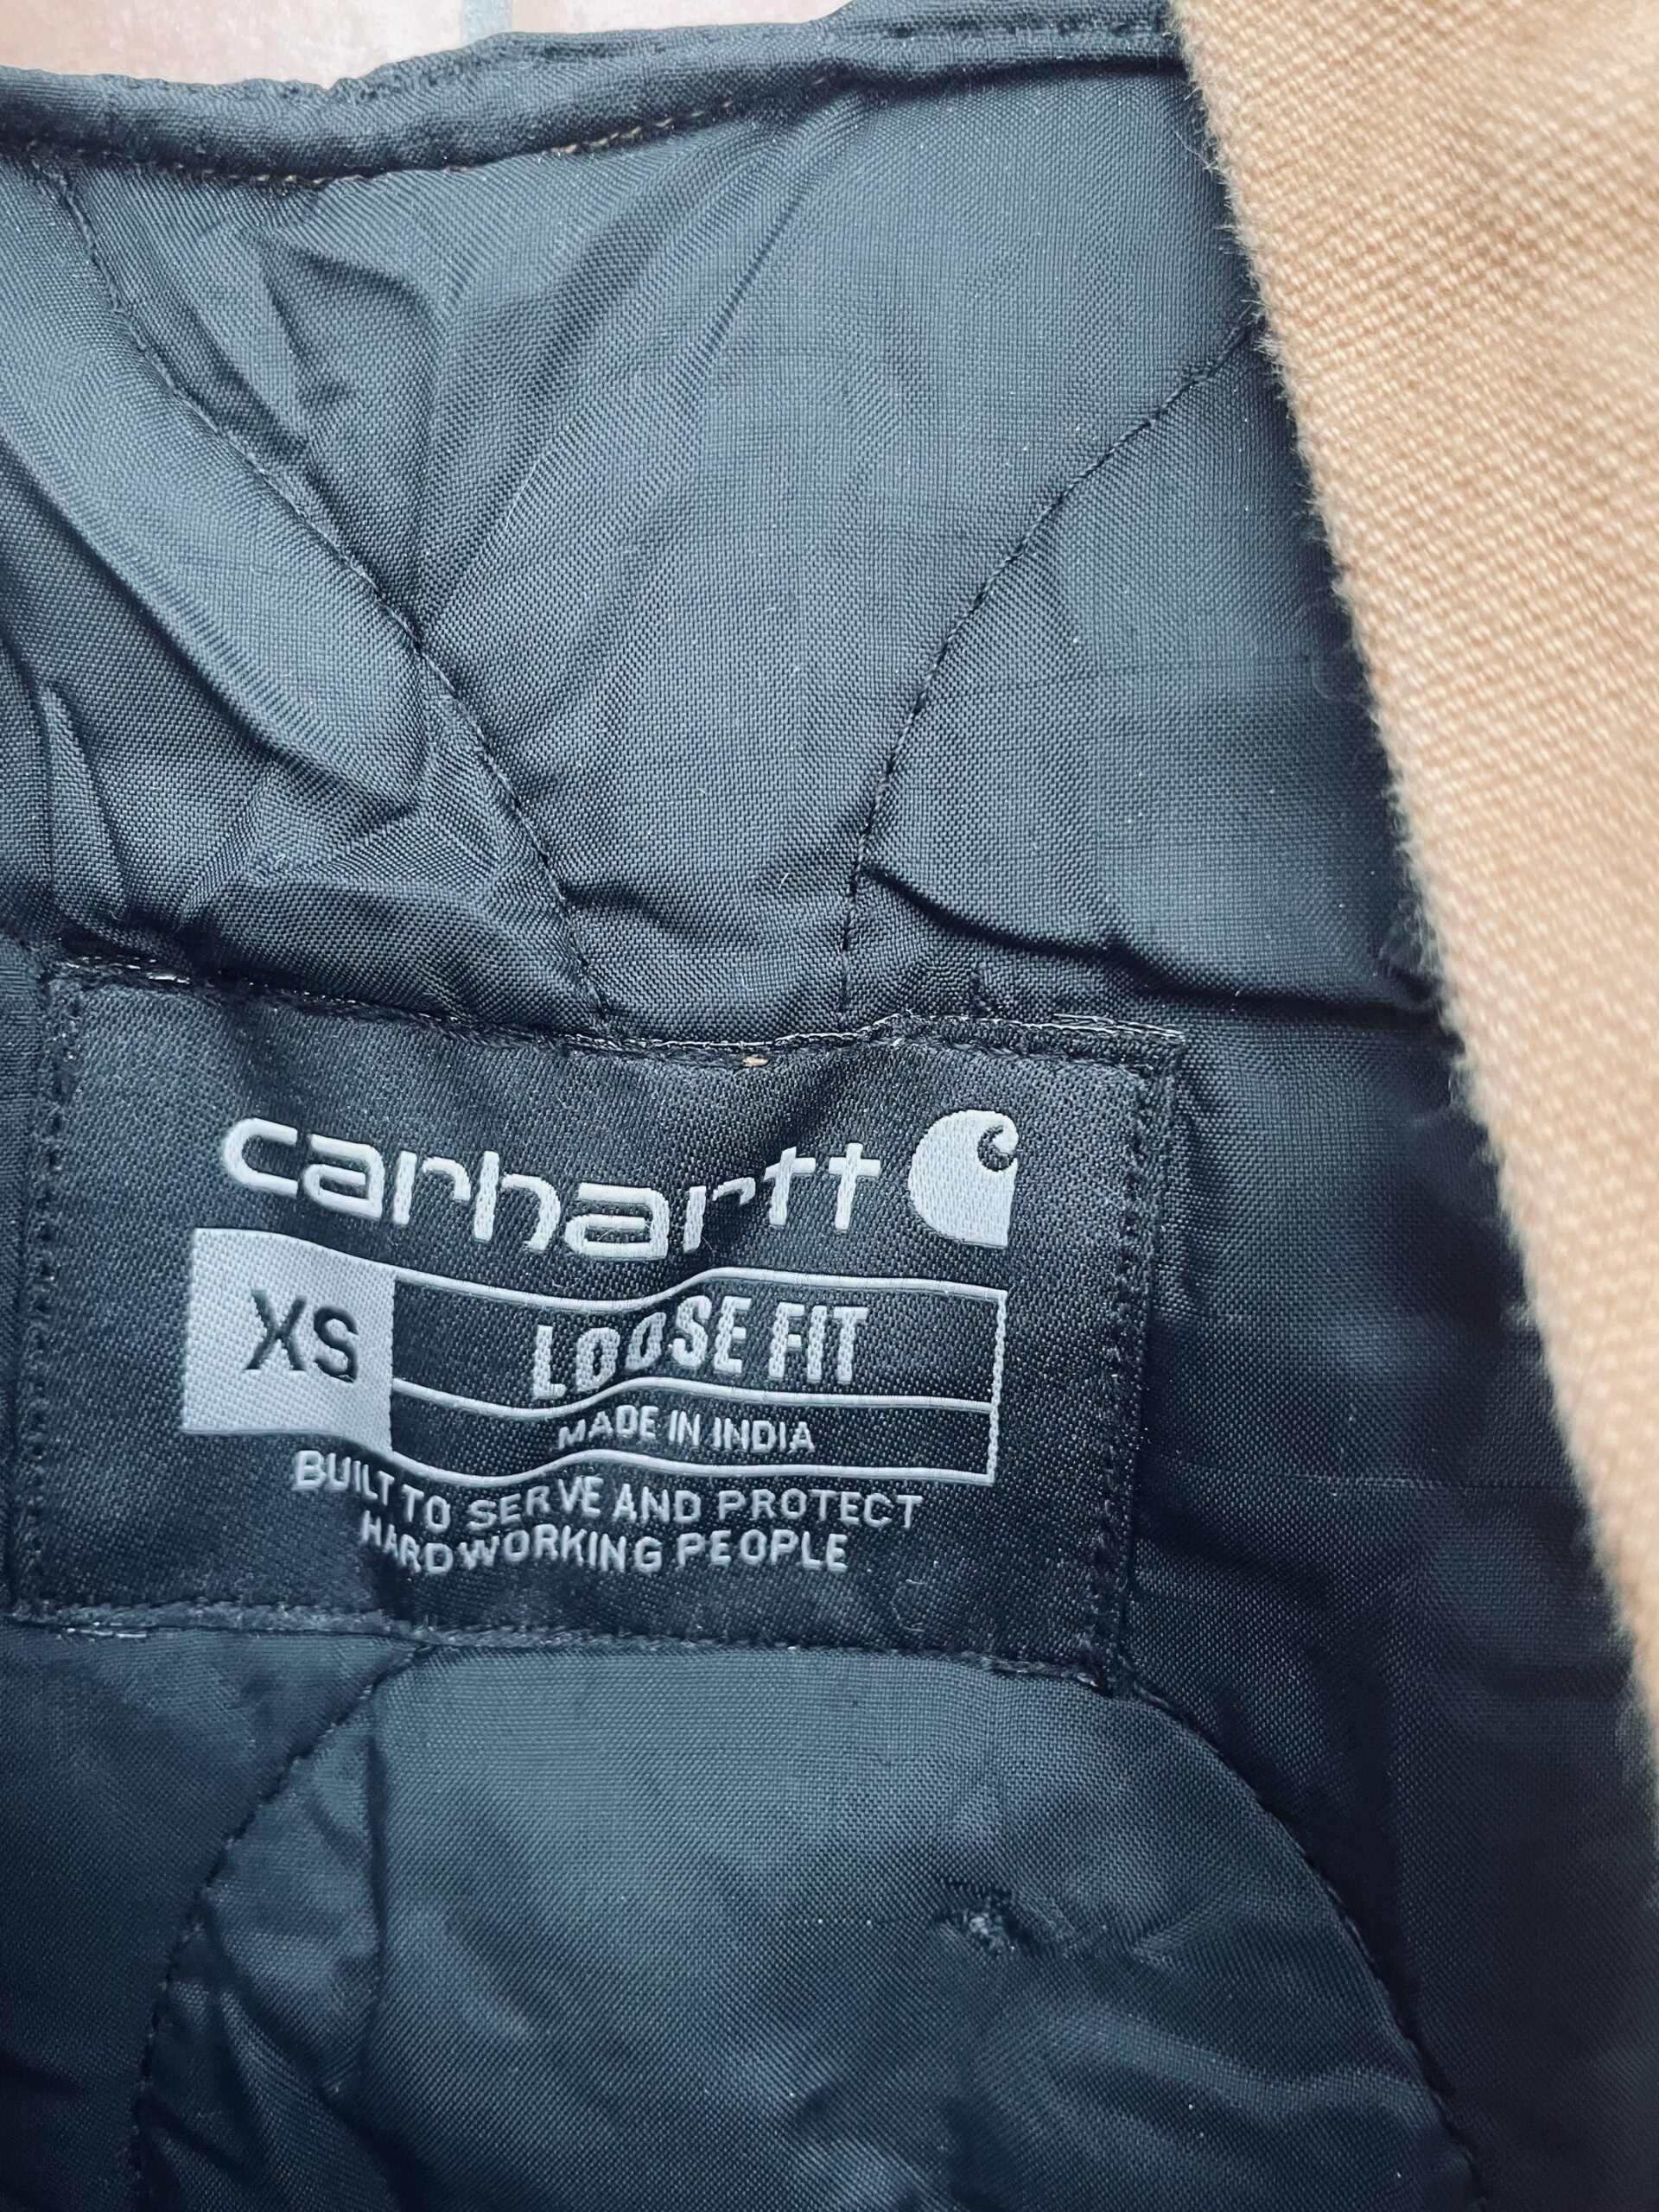 carhartt
XS LOOSE FIT
MADE IN INDIA
BUILT TO SERVE AND PROTECT
HARDWORKING PEOPLE